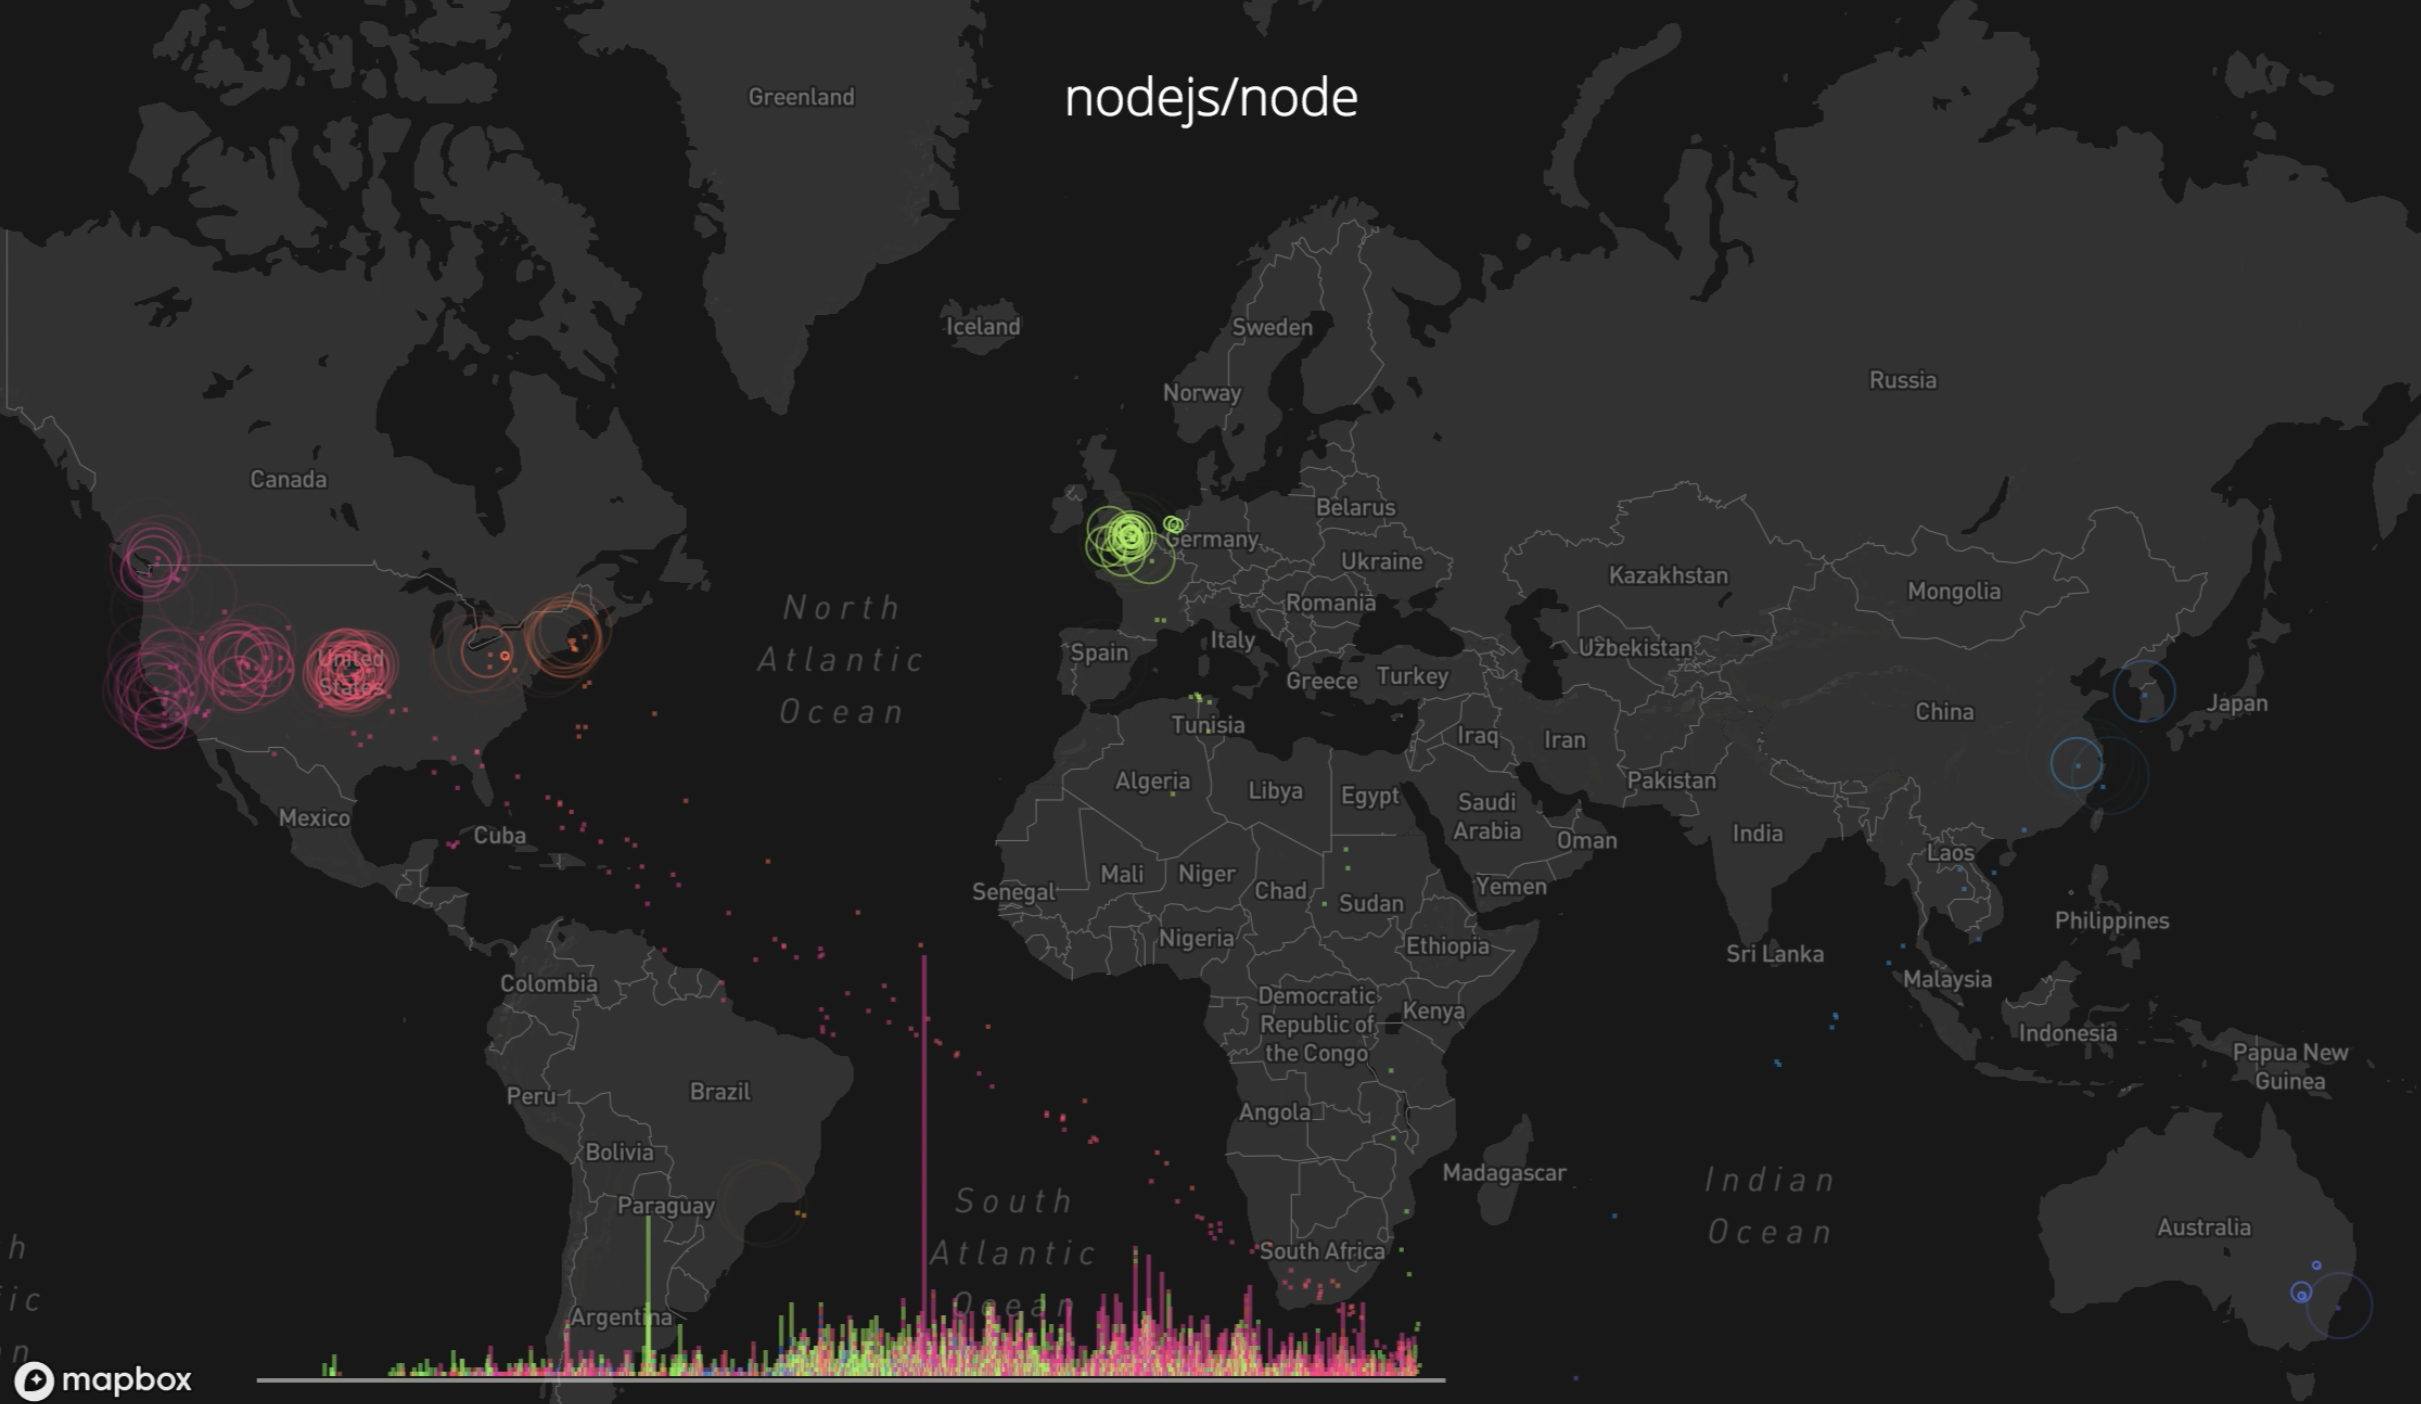 nodejs/node
Greenland
Iceland
Sweden
Norway
Russia
Canada
Belarus
Germany
Ukraine
Kazakhstan
Mongolia
North
Atlantic
Ocean
Romania
Italy
Spain
Uzbekistan
United
States
Greece
Turkey
China
Japan
Tunisia
Iraq
Iran
Algeria
Libya
Egypt
Pakistan
Saudi
Arabia
Oman
India
Mexico
Cuba
Laos
Mali
Niger
Chad
Senegal
Sudan
Yemen
Philippines
Nigeria
Ethiopia
Sri Lanka
Malaysia
Colombia
Democratic
Republic of
the Congo
Kenya
Indonesia
Papua New
Guinea
Peru
Brazil
Angola
Bolivia
Madagascar
Indian
Ocean
Paraguay
South
Atlantic
Ocean
South Africa
Australia
h
ic
n
Argentina
mapbox